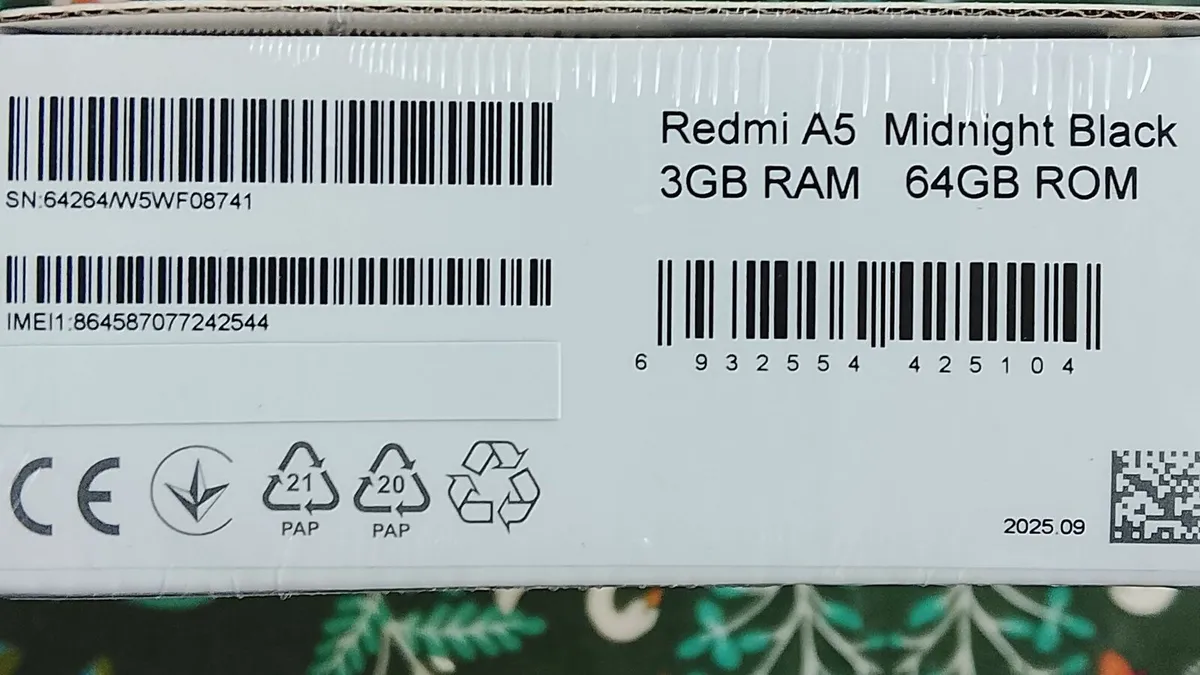 Redmi A5 Midnight Black
3GB RAM 64GB ROM
SN:64264/W5WF08741
IMEI1:864587077242544
6 932554 425104
CE
21
PAP
20
PAP
2025.09